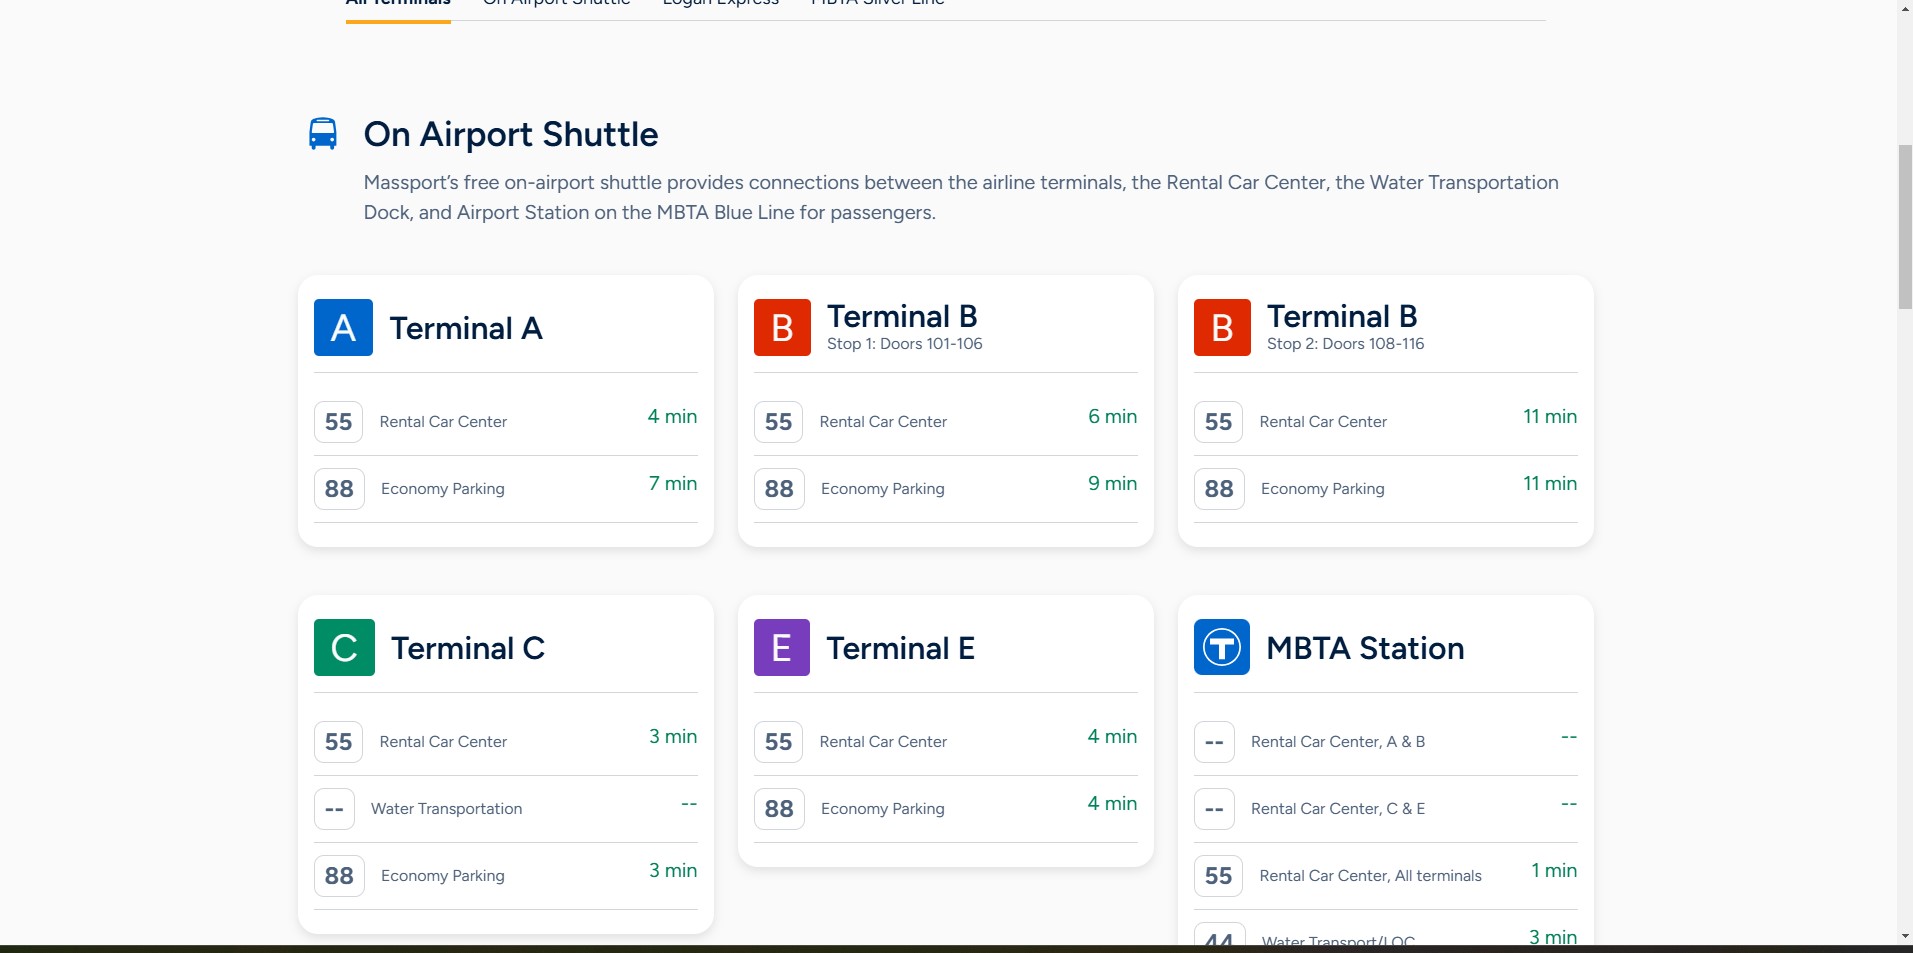 All Terminals On Airport Shuttle Logan Express MBTA Silver Line
On Airport Shuttle
Massport’s free on-airport shuttle provides connections between the airline terminals, the Rental Car Center, the Water Transportation
Dock, and Airport Station on the MBTA Blue Line for passengers.
A Terminal A
55 Rental Car Center 4 min
88 Economy Parking 7 min
B Terminal B
Stop 1: Doors 101-106
55 Rental Car Center 6 min
88 Economy Parking 9 min
B Terminal B
Stop 2: Doors 108-116
55 Rental Car Center 11 min
88 Economy Parking 11 min
C Terminal C
55 Rental Car Center 3 min
-- Water Transportation --
88 Economy Parking 3 min
E Terminal E
55 Rental Car Center 4 min
88 Economy Parking 4 min
T MBTA Station
-- Rental Car Center, A & B --
-- Rental Car Center, C & E --
55 Rental Car Center, All terminals 1 min
44 Water Transport/LOC 3 min